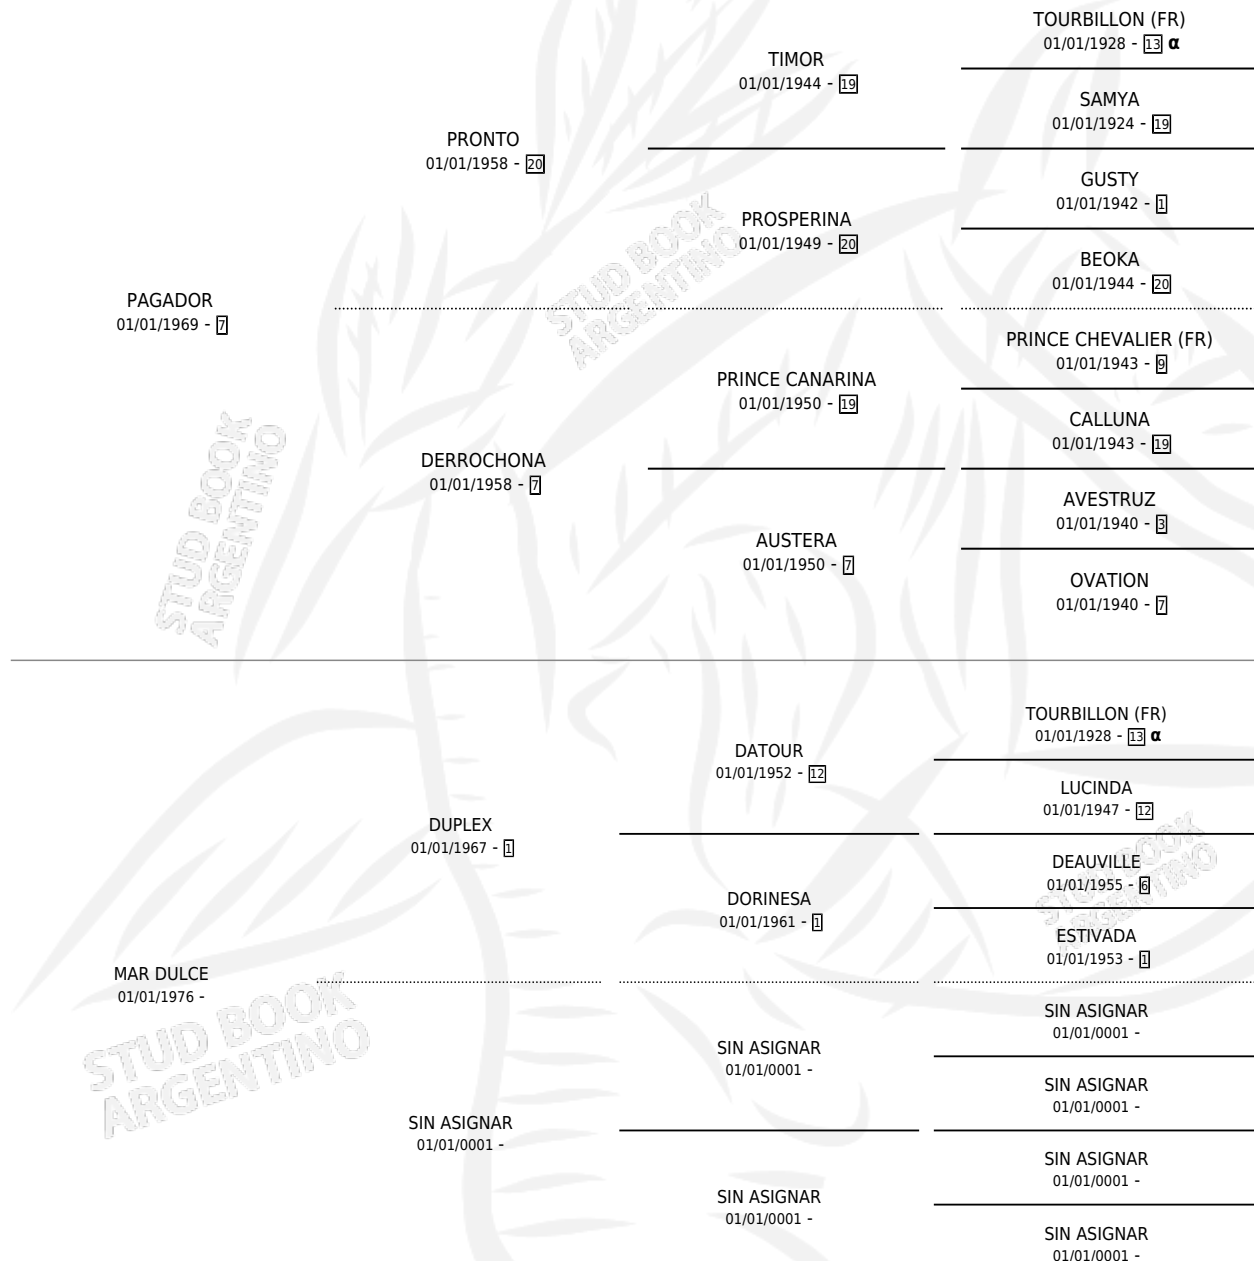 TOURBILLON (FR)
01/01/1928 - 13 α
TIMOR
01/01/1944 - 19
SAMYA
01/01/1924 - 19
PRONTO
01/01/1958 - 20
GUSTY
01/01/1942 - 1
PROSPERINA
01/01/1949 - 20
BEOKA
01/01/1944 - 20
PAGADOR
01/01/1969 - 7
PRINCE CHEVALIER (FR)
01/01/1943 - 9
PRINCE CANARINA
01/01/1950 - 19
CALLUNA
01/01/1943 - 19
DERROCHONA
01/01/1958 - 7
AVESTRUZ
01/01/1940 - 3
AUSTERA
01/01/1950 - 7
OVATION
01/01/1940 - 7
TOURBILLON (FR)
01/01/1928 - 13 α
DATOUR
01/01/1952 - 12
LUCINDA
01/01/1947 - 12
DUPLEX
01/01/1967 - 1
DEAUVILLE
01/01/1955 - 6
DORINESA
01/01/1961 - 1
ESTIVADA
01/01/1953 - 1
MAR DULCE
01/01/1976 -
SIN ASIGNAR
01/01/0001 -
SIN ASIGNAR
01/01/0001 -
SIN ASIGNAR
01/01/0001 -
SIN ASIGNAR
01/01/0001 -
SIN ASIGNAR
01/01/0001 -
SIN ASIGNAR
01/01/0001 -
SIN ASIGNAR
01/01/0001 -
STUD BOOK
ARGENTINO
STUD BOOK
ARGENTINO
STUD BOOK
ARGENTINO
STUD BOOK
ARGENTINO